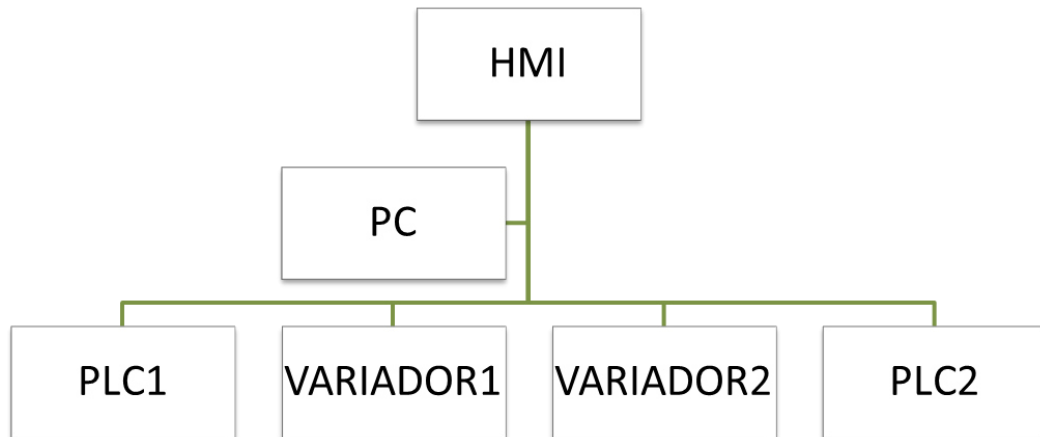 HMI
PC
PLC1
VARIADOR1
VARIADOR2
PLC2